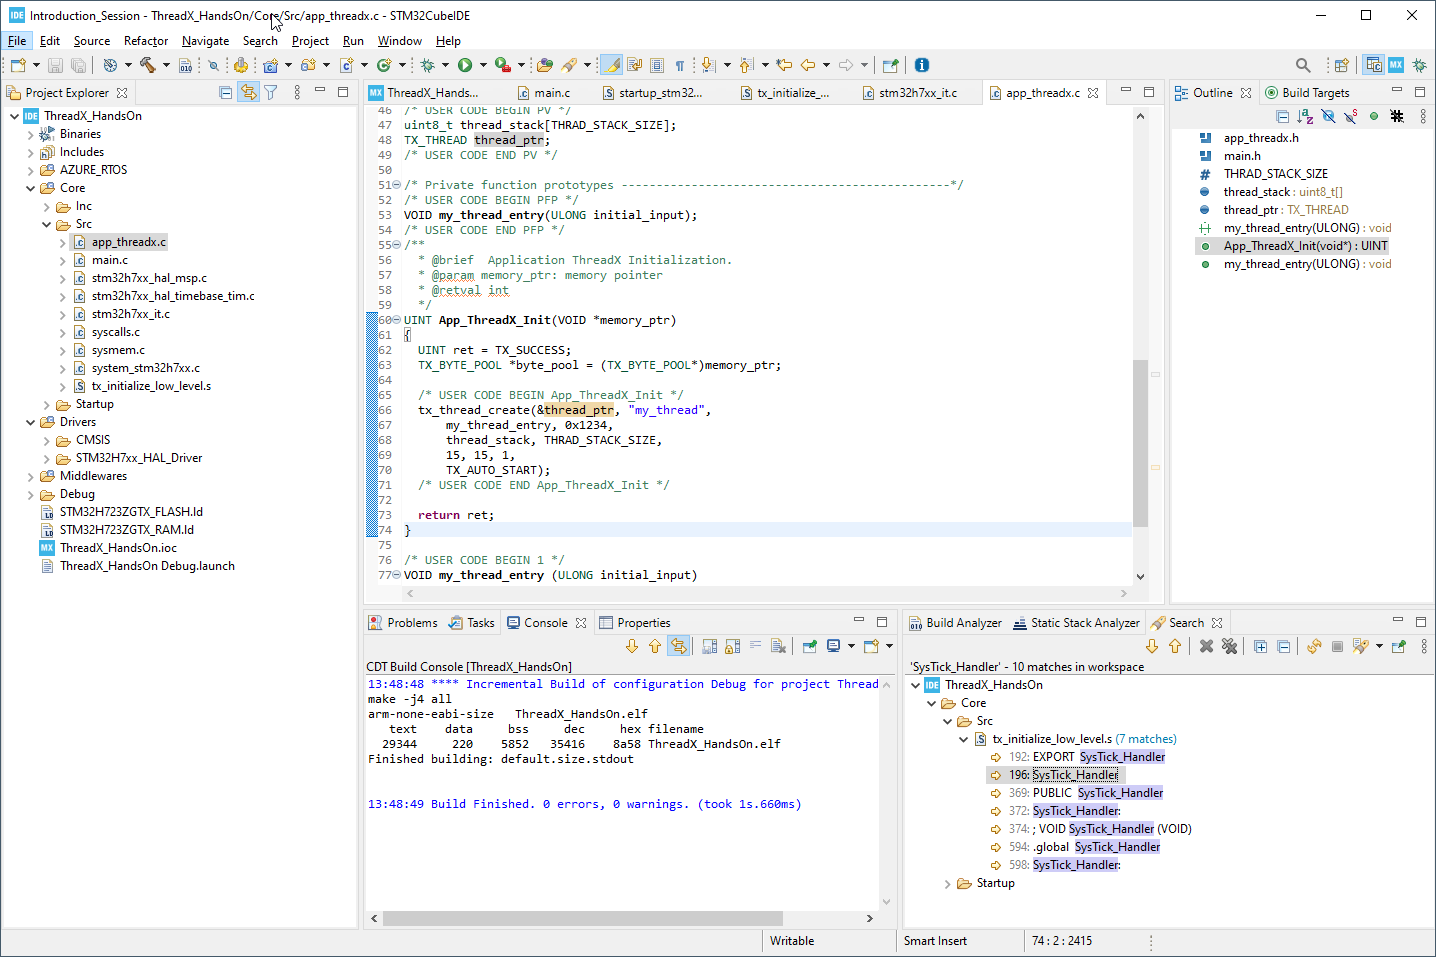 IDE Introduction_Session - ThreadX_HandsOn/Core/Src/app_threadx.c - STM32CubeIDE
File Edit Source Refactor Navigate Search Project Run Window Help
Project Explorer
IDE ThreadX_HandsOn
Binaries
Includes
AZURE_RTOS
Core
Inc
Src
app_threadx.c
main.c
stm32h7xx_hal_msp.c
stm32h7xx_hal_timebase_tim.c
stm32h7xx_it.c
syscalls.c
sysmem.c
system_stm32h7xx.c
tx_initialize_low_level.s
Startup
Drivers
CMSIS
STM32H7xx_HAL_Driver
Middlewares
Debug
STM32H723ZGTX_FLASH.ld
STM32H723ZGTX_RAM.ld
MX ThreadX_HandsOn.ioc
ThreadX_HandsOn Debug.launch
MX ThreadX_Hands... main.c startup_stm32... tx_initialize_... stm32h7xx_it.c app_threadx.c
46 /* USER CODE BEGIN PV */
47 uint8_t thread_stack[THRAD_STACK_SIZE];
48 TX_THREAD thread_ptr;
49 /* USER CODE END PV */
50
51 /* Private function prototypes -----------------------------------------------*/
52 /* USER CODE BEGIN PFP */
53 VOID my_thread_entry(ULONG initial_input);
54 /* USER CODE END PFP */
55 /**
56 * @brief  Application ThreadX Initialization.
57 * @param memory_ptr: memory pointer
58 * @retval int
59 */
60 UINT App_ThreadX_Init(VOID *memory_ptr)
61 {
62 UINT ret = TX_SUCCESS;
63 TX_BYTE_POOL *byte_pool = (TX_BYTE_POOL*)memory_ptr;
64
65 /* USER CODE BEGIN App_ThreadX_Init */
66 tx_thread_create(&thread_ptr, "my_thread",
67 my_thread_entry, 0x1234,
68 thread_stack, THRAD_STACK_SIZE,
69 15, 15, 1,
70 TX_AUTO_START);
71 /* USER CODE END App_ThreadX_Init */
72
73 return ret;
74 }
75
76 /* USER CODE BEGIN 1 */
77 VOID my_thread_entry (ULONG initial_input)
Outline Build Targets
app_threadx.h
main.h
# THRAD_STACK_SIZE
thread_stack : uint8_t[]
thread_ptr : TX_THREAD
my_thread_entry(ULONG) : void
App_ThreadX_Init(void*) : UINT
my_thread_entry(ULONG) : void
Problems Tasks Console Properties
CDT Build Console [ThreadX_HandsOn]
13:48:48 **** Incremental Build of configuration Debug for project Thread
make -j4 all
arm-none-eabi-size   ThreadX_HandsOn.elf
text data bss dec hex filename
29344 220 5852 35416 8a58 ThreadX_HandsOn.elf
Finished building: default.size.stdout
13:48:49 Build Finished. 0 errors, 0 warnings. (took 1s.660ms)
Build Analyzer Static Stack Analyzer Search
'SysTick_Handler' - 10 matches in workspace
IDE ThreadX_HandsOn
Core
Src
tx_initialize_low_level.s (7 matches)
192: EXPORT SysTick_Handler
196: SysTick_Handler
369: PUBLIC SysTick_Handler
372: SysTick_Handler:
374: ; VOID SysTick_Handler (VOID)
594: .global SysTick_Handler
598: SysTick_Handler:
Startup
Writable Smart Insert 74 : 2 : 2415